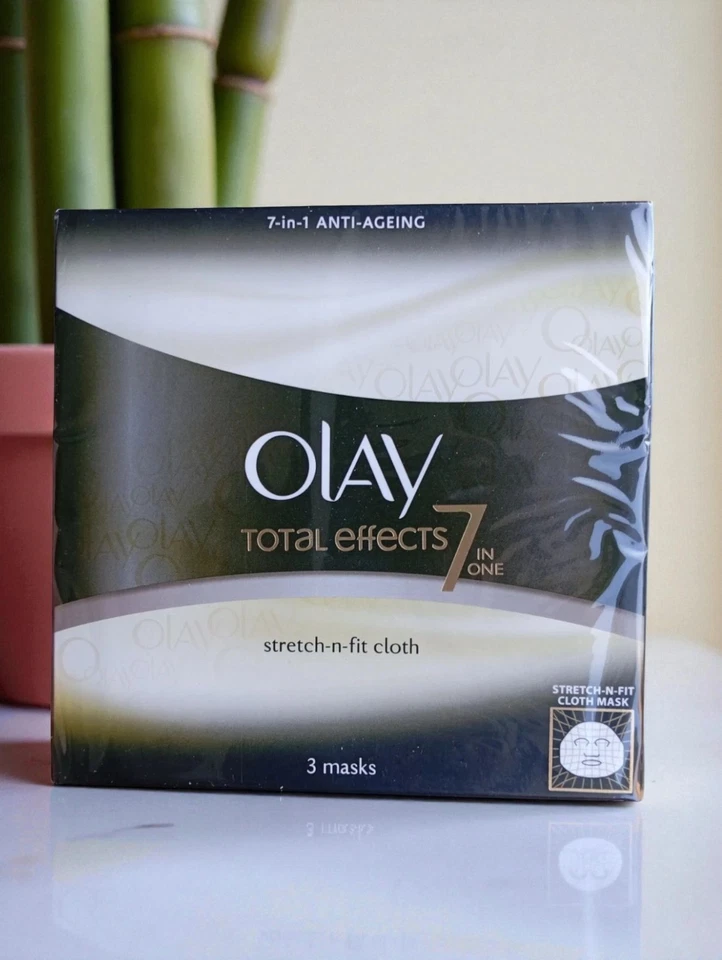 7-in-1 ANTI-AGEING
OLAY
TOTAL effects 7 IN ONE
stretch-n-fit cloth
STRETCH-N-FIT
CLOTH MASK
3 masks